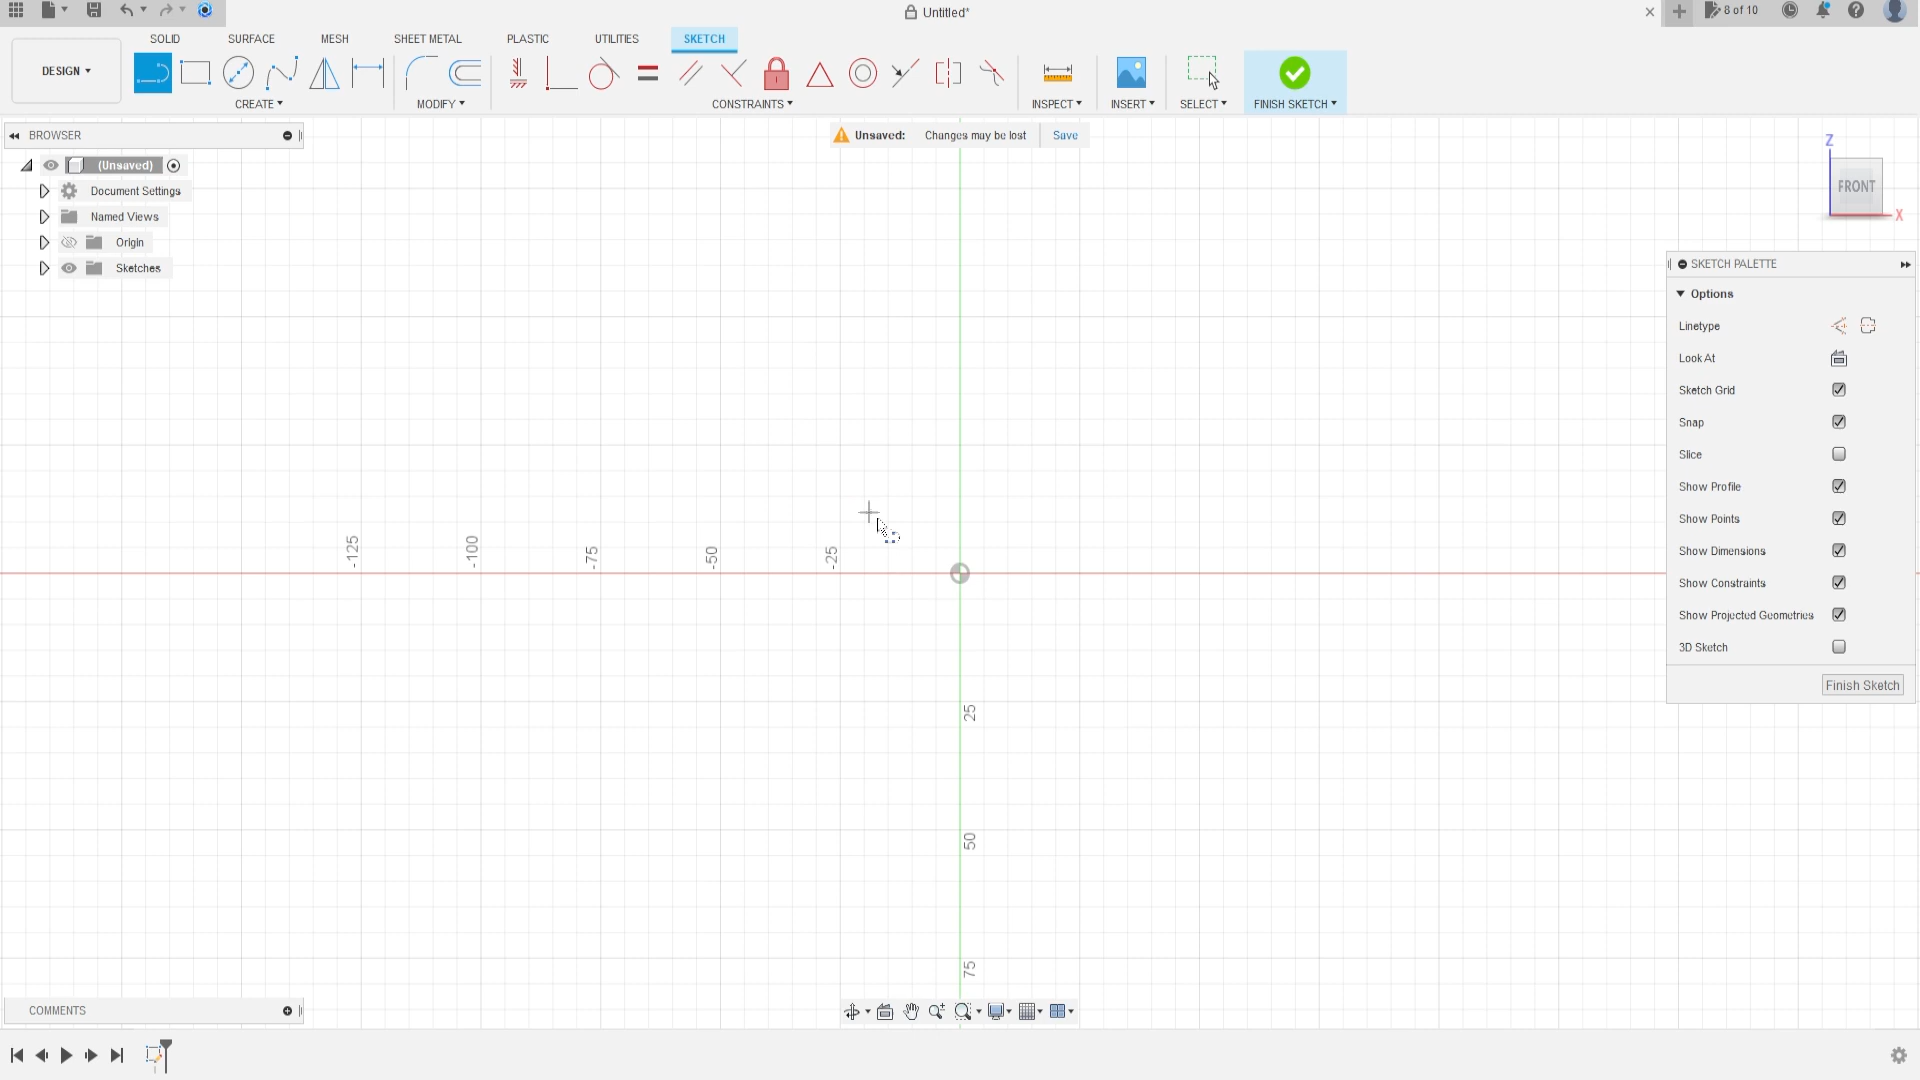 Untitled*
8 of 10
SOLID SURFACE MESH SHEET METAL PLASTIC UTILITIES SKETCH
DESIGN
CREATE MODIFY CONSTRAINTS INSPECT INSERT SELECT FINISH SKETCH
BROWSER
Unsaved: Changes may be lost Save
(Unsaved)
Document Settings
Named Views
Origin
Sketches
Z
FRONT
X
SKETCH PALETTE
Options
Linetype
Look At
Sketch Grid
Snap
Slice
Show Profile
Show Points
Show Dimensions
Show Constraints
Show Projected Geometries
3D Sketch
Finish Sketch
-125 -100 -75 -50 -25
25
50
75
COMMENTS